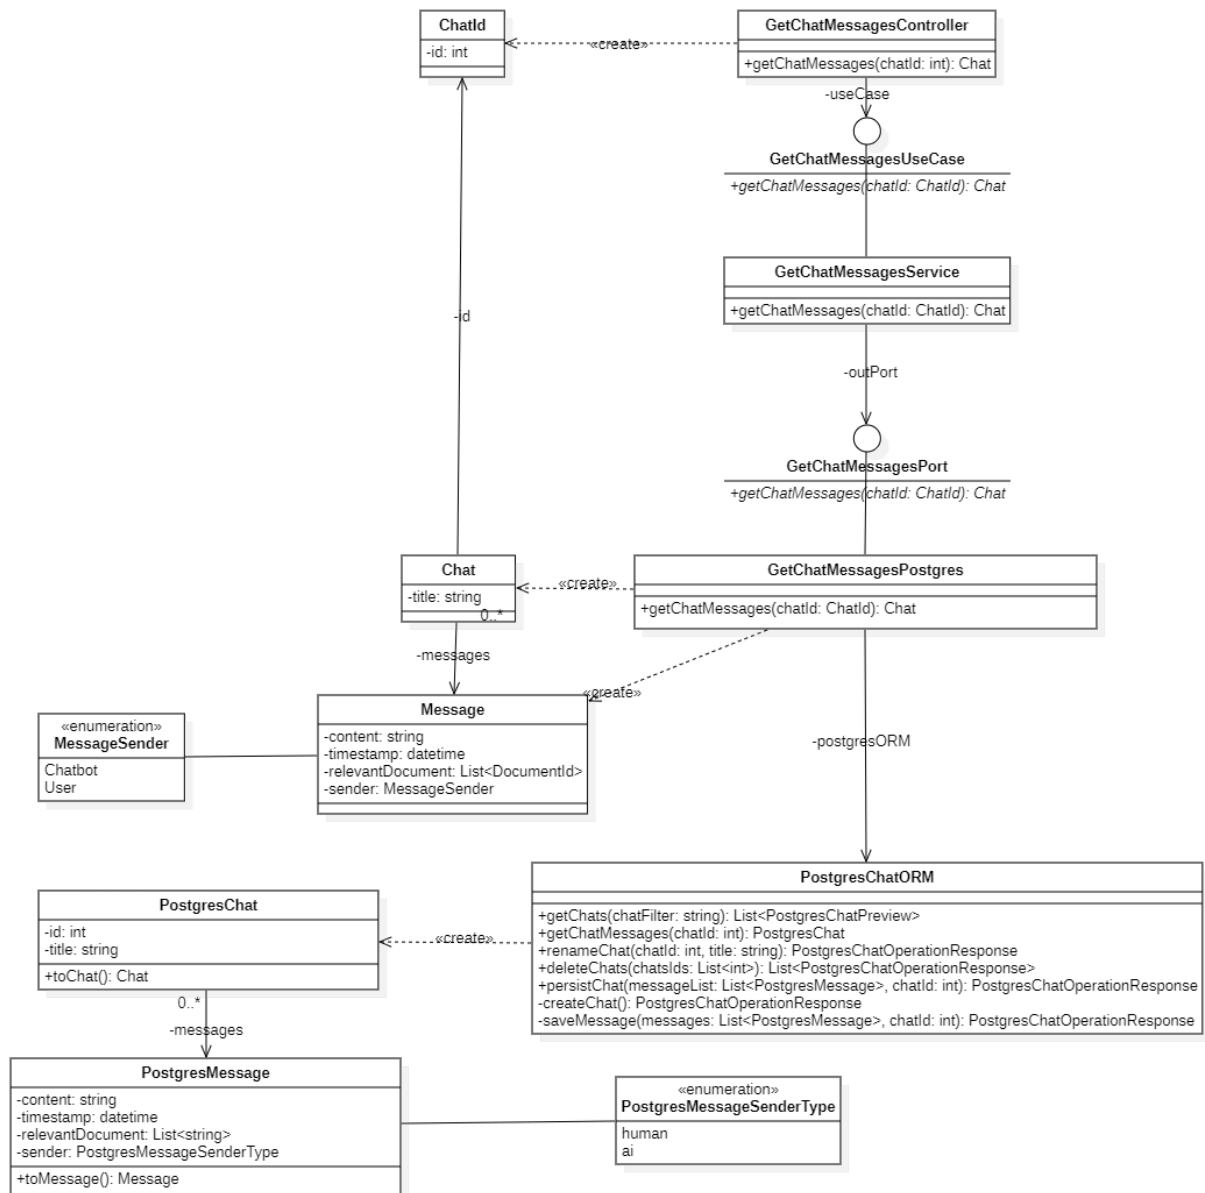 ChatId
-id: int
«create»
GetChatMessagesController
+getChatMessages(chatId: int): Chat
-useCase
GetChatMessagesUseCase
+getChatMessages(chatId: ChatId): Chat
GetChatMessagesService
+getChatMessages(chatId: ChatId): Chat
-id
-outPort
GetChatMessagesPort
+getChatMessages(chatId: ChatId): Chat
Chat
-title: string
0..*
«create»
GetChatMessagesPostgres
+getChatMessages(chatId: ChatId): Chat
-messages
«create»
Message
-content: string
-timestamp: datetime
-relevantDocument: List<DocumentId>
-sender: MessageSender
«enumeration»
MessageSender
Chatbot
User
-postgresORM
PostgresChatORM
+getChats(chatFilter: string): List<PostgresChatPreview>
+getChatMessages(chatId: int): PostgresChat
+renameChat(chatId: int, title: string): PostgresChatOperationResponse
+deleteChats(chatsIds: List<int>): List<PostgresChatOperationResponse>
+persistChat(messageList: List<PostgresMessage>, chatId: int): PostgresChatOperationResponse
-createChat(): PostgresChatOperationResponse
-saveMessage(messages: List<PostgresMessage>, chatId: int): PostgresChatOperationResponse
«create»
PostgresChat
-id: int
-title: string
+toChat(): Chat
0..*
-messages
PostgresMessage
-content: string
-timestamp: datetime
-relevantDocument: List<string>
-sender: PostgresMessageSenderType
+toMessage(): Message
«enumeration»
PostgresMessageSenderType
human
ai